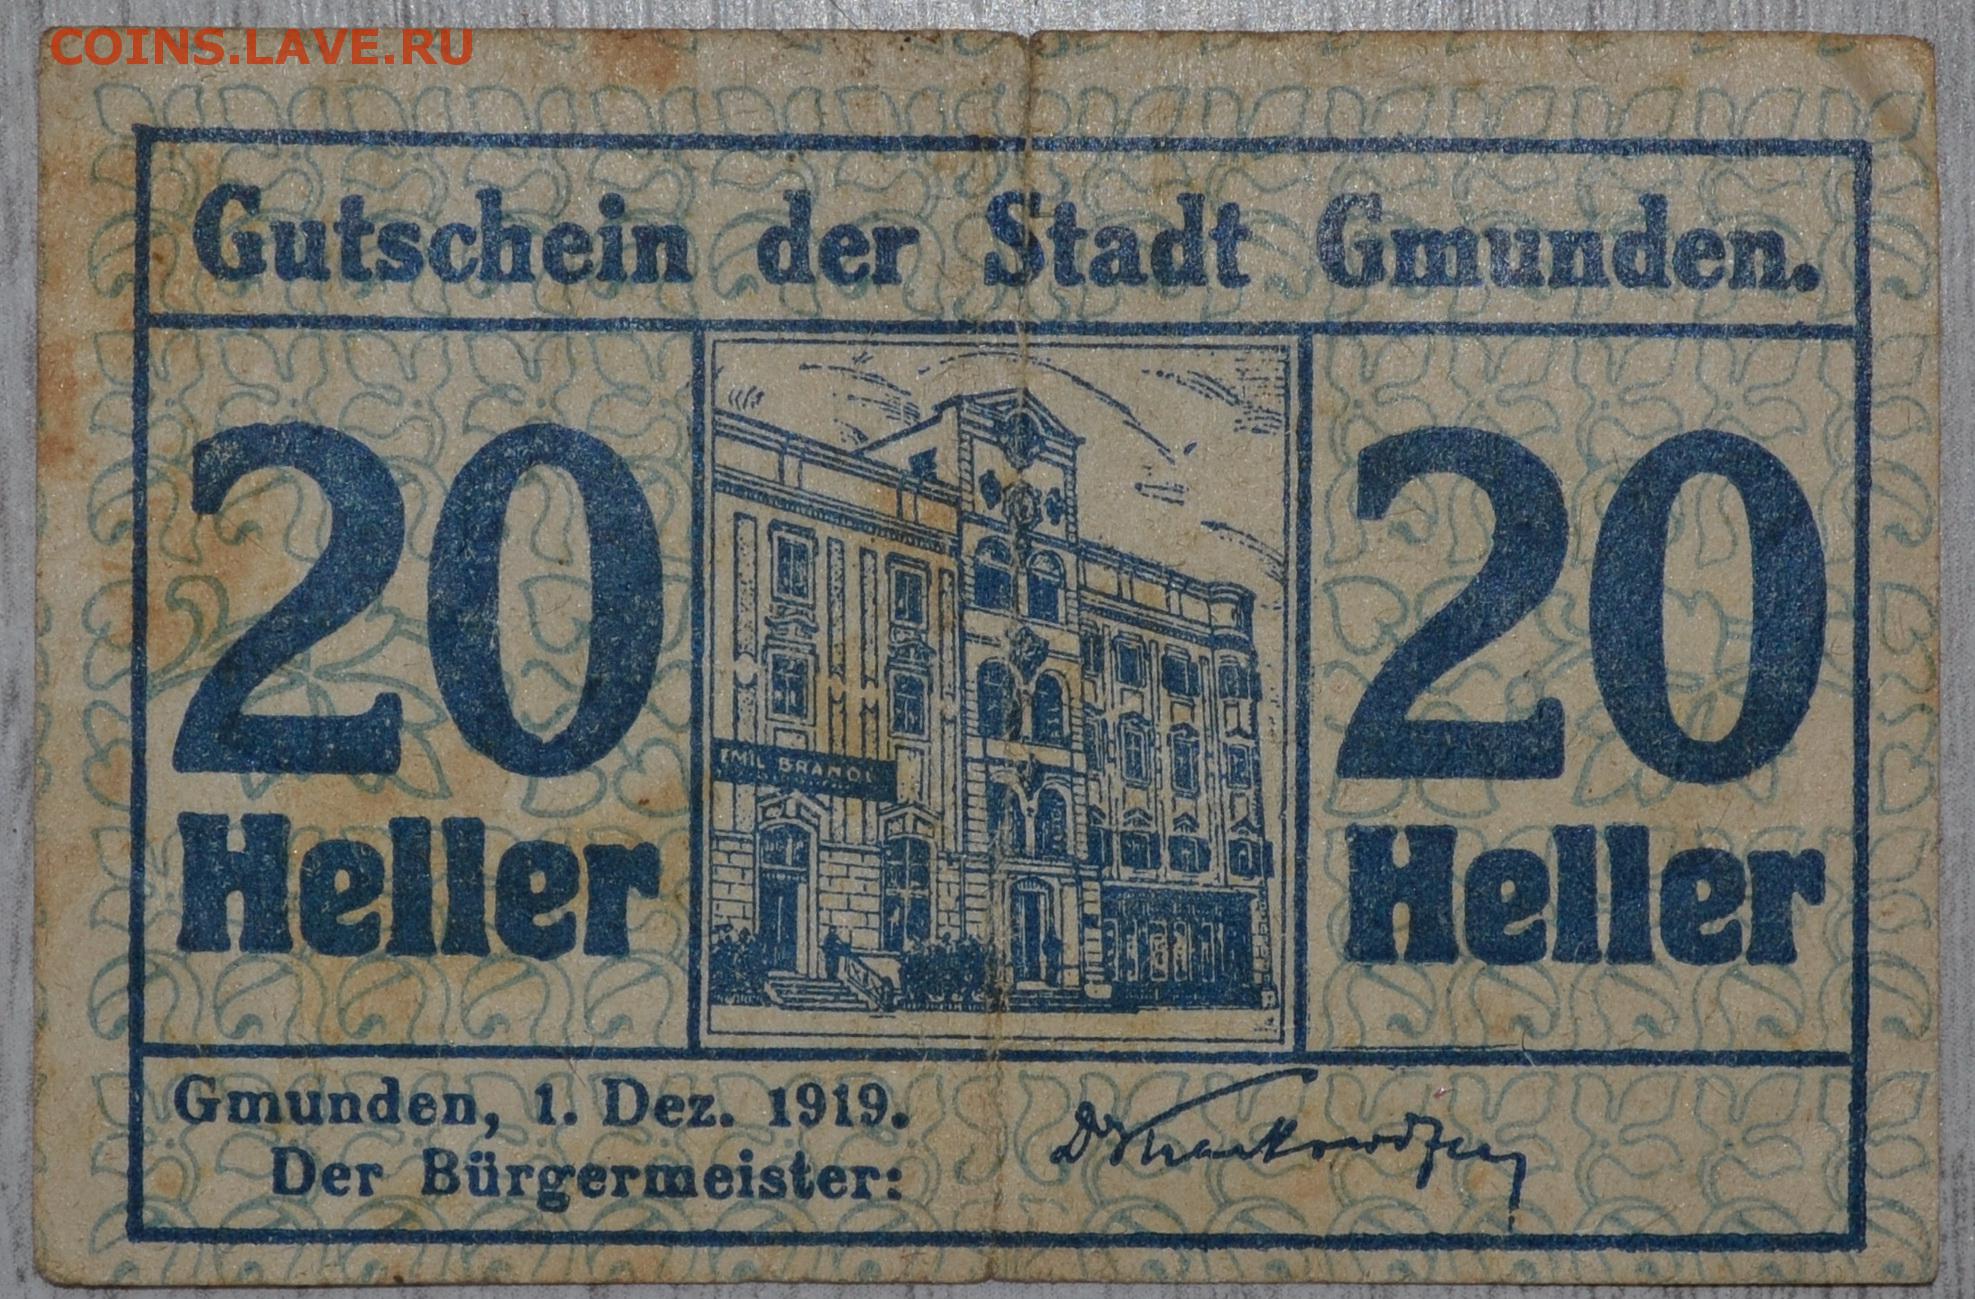 COINS.LAVE.RU
Gutschein der Stadt Gmunden.
20
Heller
EMIL BRANDL
20
Heller
Gmunden, 1. Dez. 1919.
Der Bürgermeister: